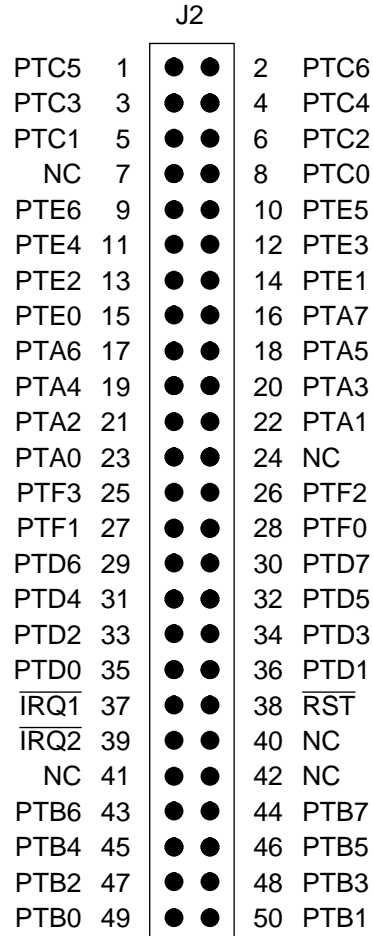 J2
PTC5 1 2 PTC6
PTC3 3 4 PTC4
PTC1 5 6 PTC2
NC 7 8 PTC0
PTE6 9 10 PTE5
PTE4 11 12 PTE3
PTE2 13 14 PTE1
PTE0 15 16 PTA7
PTA6 17 18 PTA5
PTA4 19 20 PTA3
PTA2 21 22 PTA1
PTA0 23 24 NC
PTF3 25 26 PTF2
PTF1 27 28 PTF0
PTD6 29 30 PTD7
PTD4 31 32 PTD5
PTD2 33 34 PTD3
PTD0 35 36 PTD1
I̅R̅Q̅1̅ 37 38 R̅S̅T̅
I̅R̅Q̅2̅ 39 40 NC
NC 41 42 NC
PTB6 43 44 PTB7
PTB4 45 46 PTB5
PTB2 47 48 PTB3
PTB0 49 50 PTB1